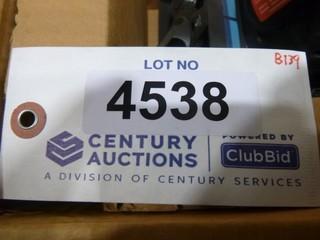 B139
LOT NO
4538
CENTURY AUCTIONS
POWERED BY
ClubBid
A DIVISION OF CENTURY SERVICES